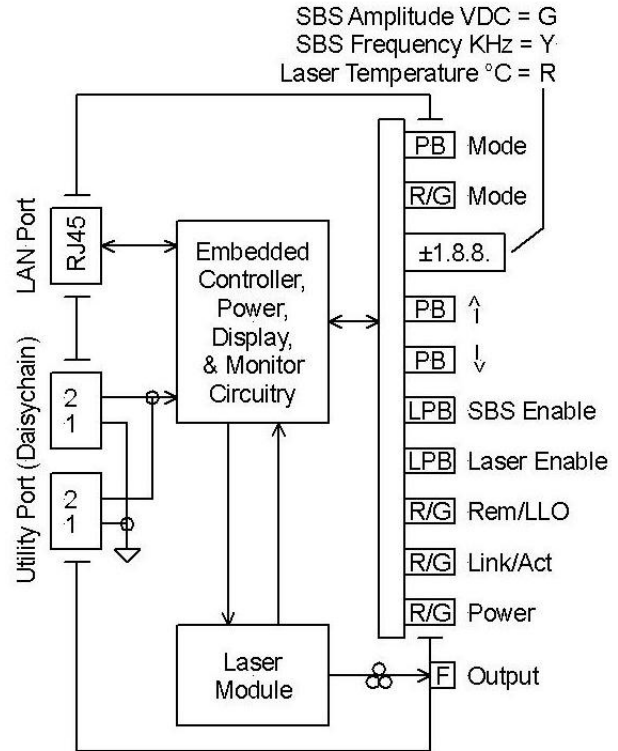 SBS Amplitude VDC = G
SBS Frequency KHz = Y
Laser Temperature °C = R
PB Mode
R/G Mode
±1.8.8.
PB
PB
LPB SBS Enable
LPB Laser Enable
R/G Rem/LLO
R/G Link/Act
R/G Power
F Output
LAN Port
RJ45
Embedded
Controller,
Power,
Display,
& Monitor
Circuitry
Utility Port (Daisychain)
2
1
2
1
Laser
Module